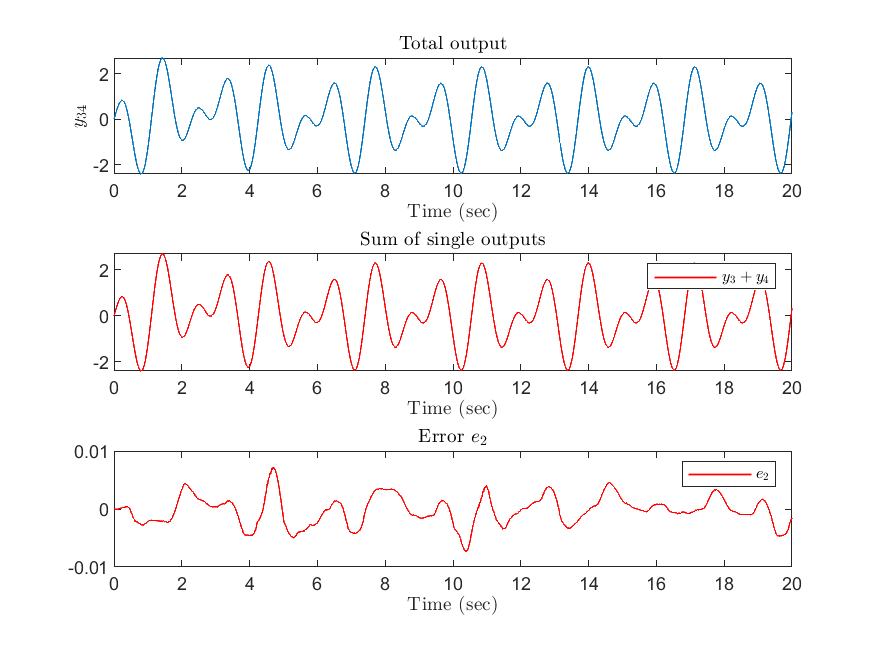 Total output
y34
2
0
-2
0 2 4 6 8 10 12 14 16 18 20
Time (sec)
Sum of single outputs
y3 + y4
2
0
-2
0 2 4 6 8 10 12 14 16 18 20
Time (sec)
Error e2
e2
0.01
0
-0.01
0 2 4 6 8 10 12 14 16 18 20
Time (sec)